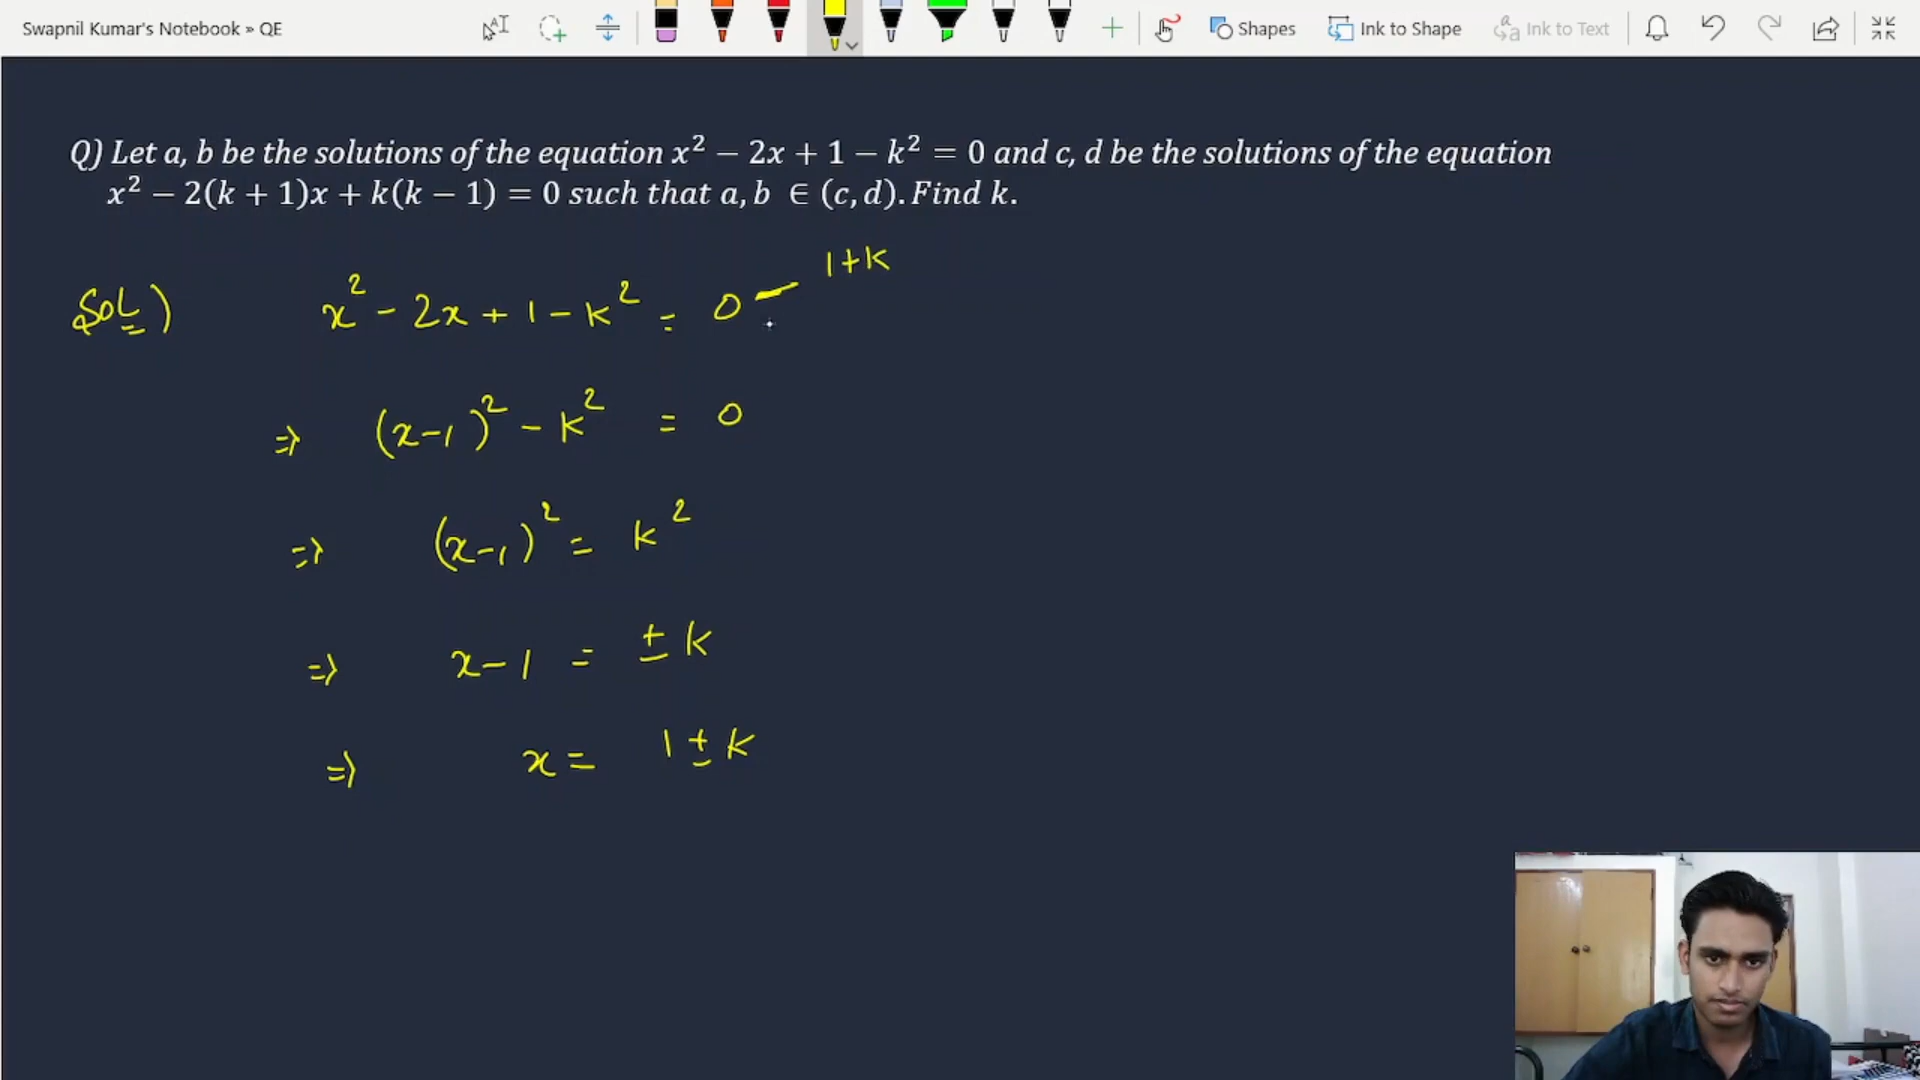 Swapnil Kumar's Notebook » QE
Shapes
Ink to Shape
Ink to Text
Q) Let a, b be the solutions of the equation x² − 2x + 1 − k² = 0 and c, d be the solutions of the equation
x² − 2(k + 1)x + k(k − 1) = 0 such that a, b ∈ (c, d). Find k.
Sol) x² - 2x + 1 - k² = 0 1+k
⇒ (x-1)² - k² = 0
⇒ (x-1)² = k²
⇒ x-1 = ± k
⇒ x = 1 ± k